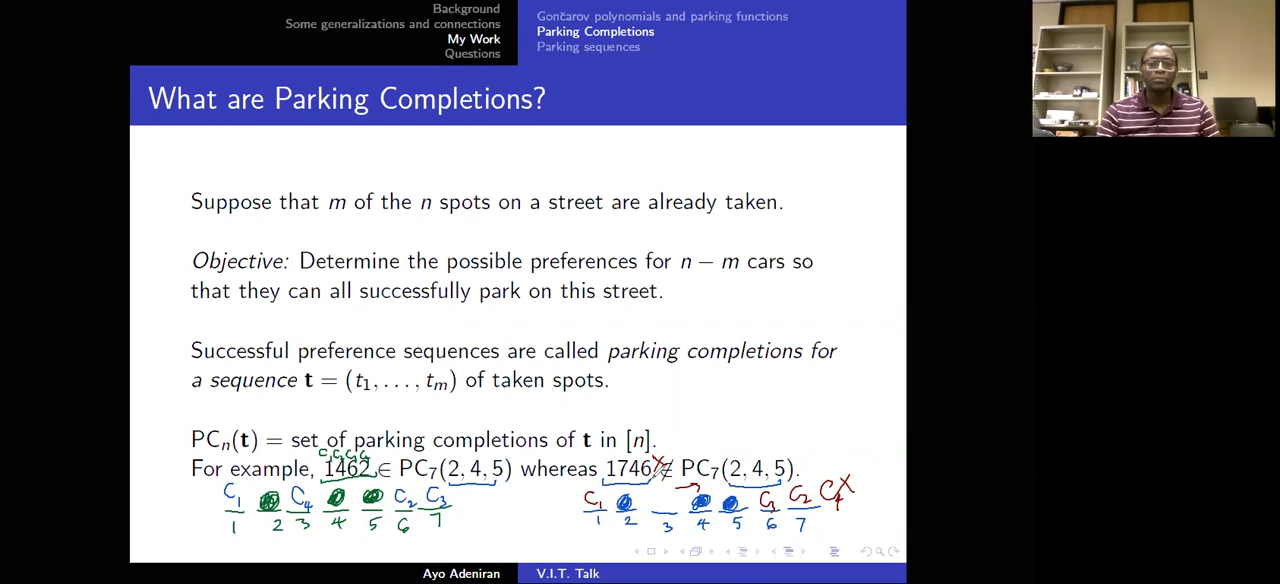 Background
Some generalizations and connections
My Work
Questions
Gončarov polynomials and parking functions
Parking Completions
Parking sequences
What are Parking Completions?
Suppose that m of the n spots on a street are already taken.
Objective: Determine the possible preferences for n − m cars so
that they can all successfully park on this street.
Successful preference sequences are called parking completions for
a sequence t = (t₁, . . . , tₘ) of taken spots.
PCₙ(t) = set of parking completions of t in [n].
For example, 1462 ∈ PC₇(2, 4, 5) whereas 1746 ∉ PC₇(2, 4, 5).
C₁ C₄ C₂ C₃
1 2 3 4 5 6 7
C₁ C₃ C₂ C₄ X
1 2 3 4 5 6 7
Ayo Adeniran
V.I.T. Talk